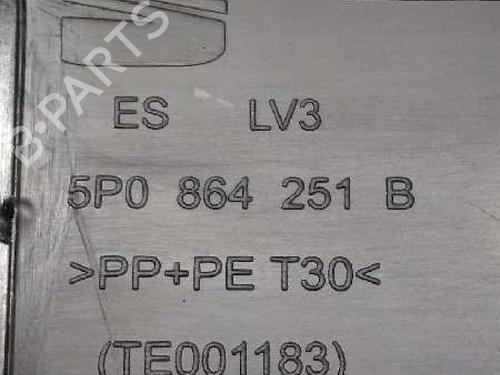 B-PARTS
ES LV3
5P0 864 251 B
>PP+PE T30<
(TE001183)